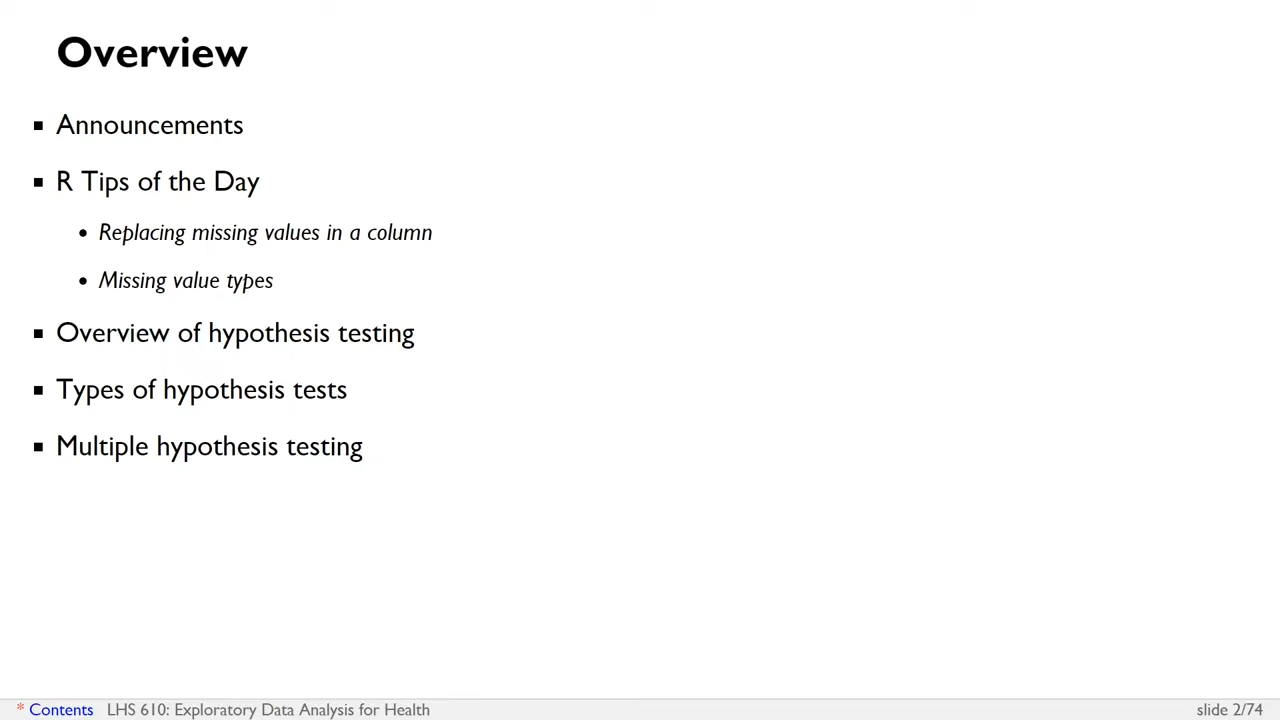 Overview
▪ Announcements
▪ R Tips of the Day
• Replacing missing values in a column
• Missing value types
▪ Overview of hypothesis testing
▪ Types of hypothesis tests
▪ Multiple hypothesis testing
* Contents LHS 610: Exploratory Data Analysis for Health slide 2/74